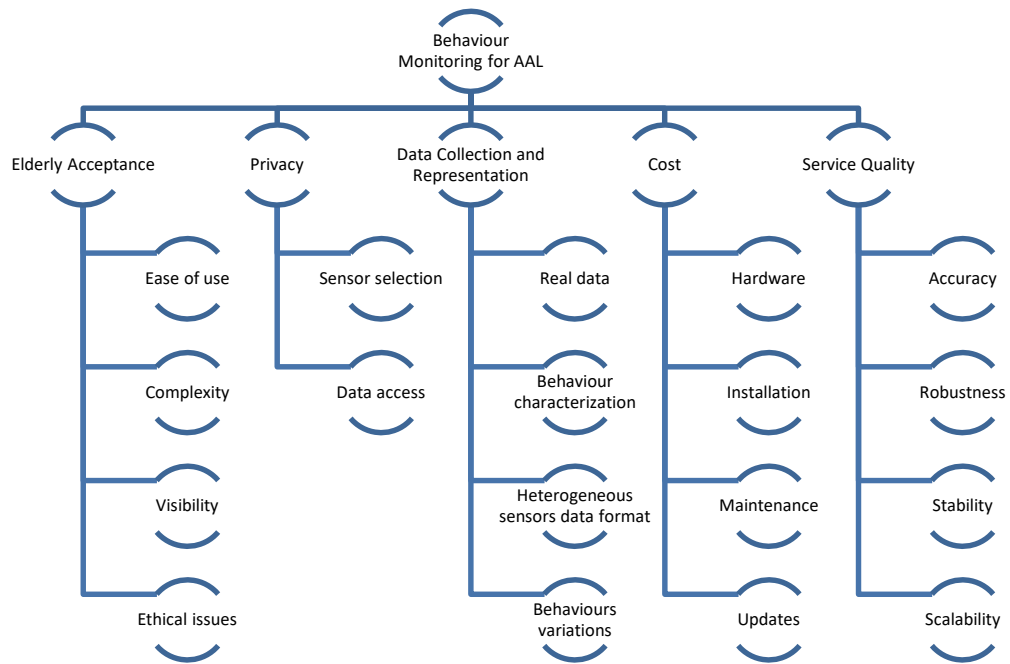 Behaviour
Monitoring for AAL
Elderly Acceptance
Privacy
Data Collection and
Representation
Cost
Service Quality
Ease of use
Sensor selection
Real data
Hardware
Accuracy
Complexity
Data access
Behaviour
characterization
Installation
Robustness
Visibility
Heterogeneous
sensors data format
Maintenance
Stability
Ethical issues
Behaviours
variations
Updates
Scalability